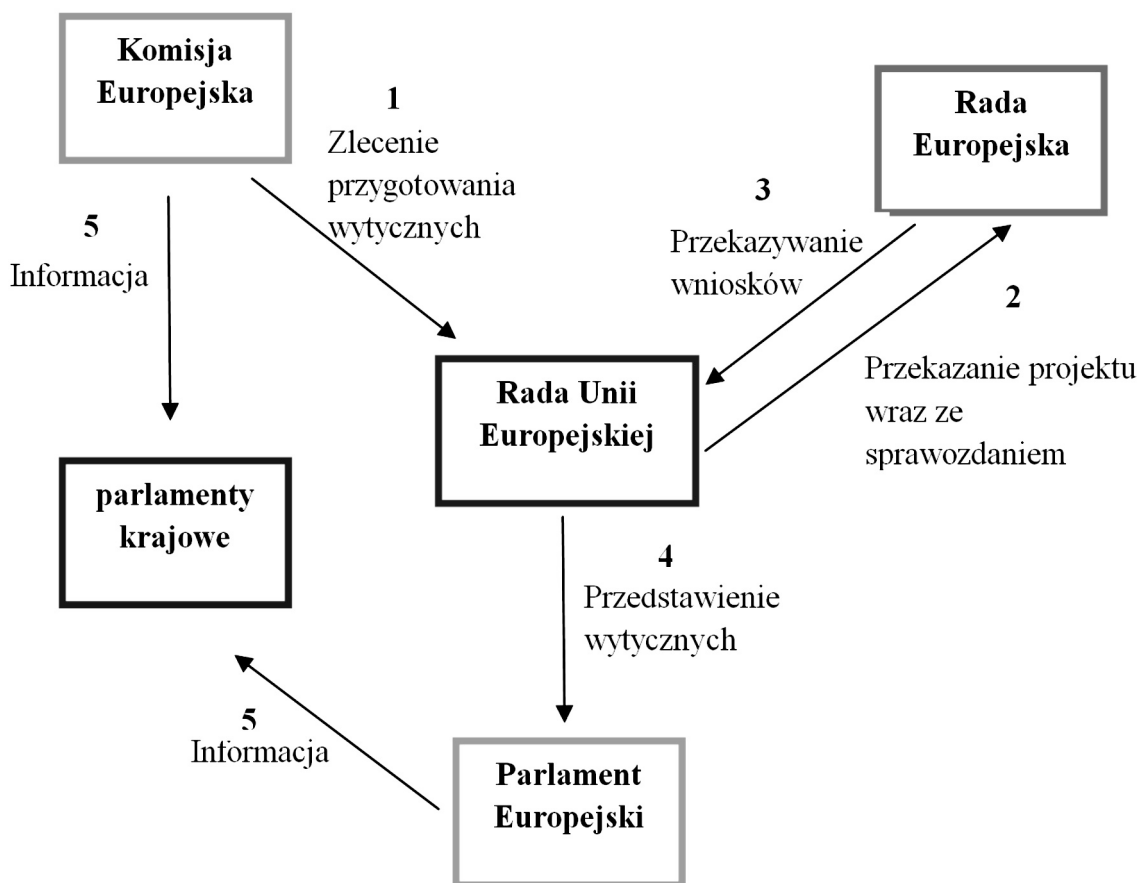 Komisja
Europejska
1
Zlecenie
przygotowania
wytycznych
Rada
Europejska
5
Informacja
3
Przekazywanie
wniosków
2
Przekazanie projektu
wraz ze
sprawozdaniem
Rada Unii
Europejskiej
parlamenty
krajowe
4
Przedstawienie
wytycznych
5
Informacja
Parlament
Europejski